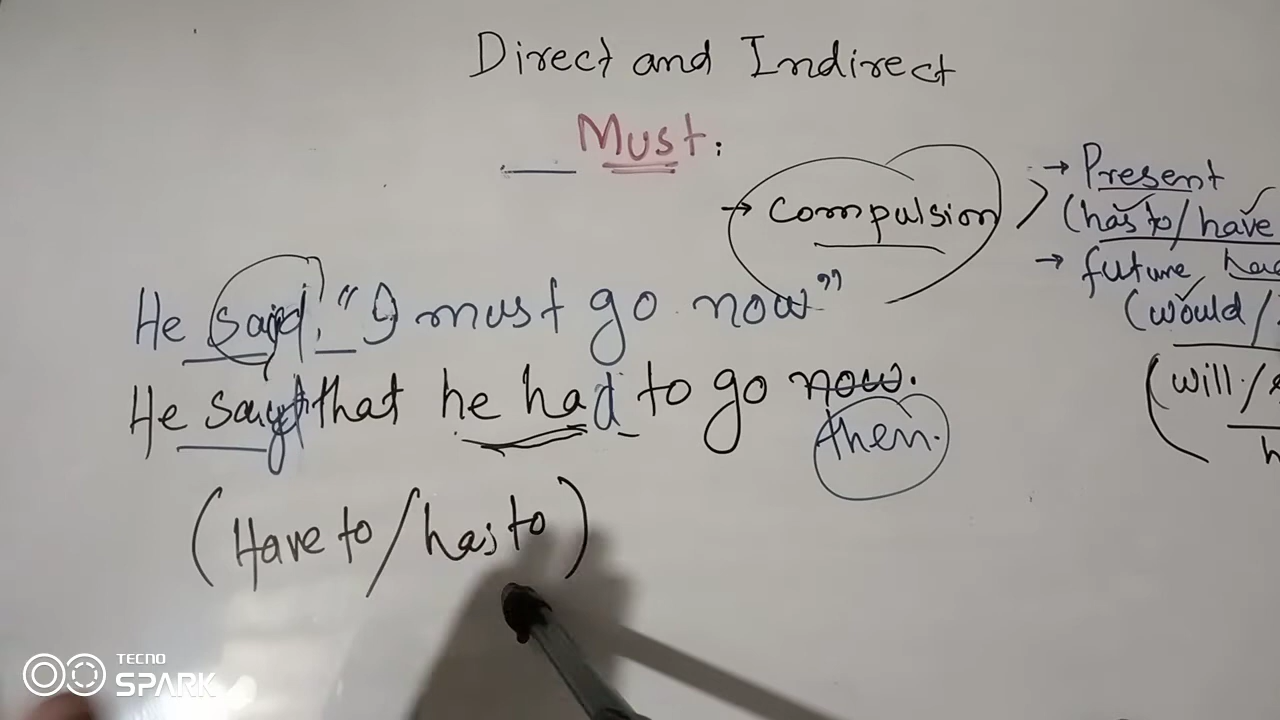 Direct and Indirect
Must:
→ Compulsion
→ Present
(has to/ have
→ future, had
(would/
(will/
He said, "I must go now"
He said that he had to go now.
then.
(Have to/has to)
TECNO
SPARK